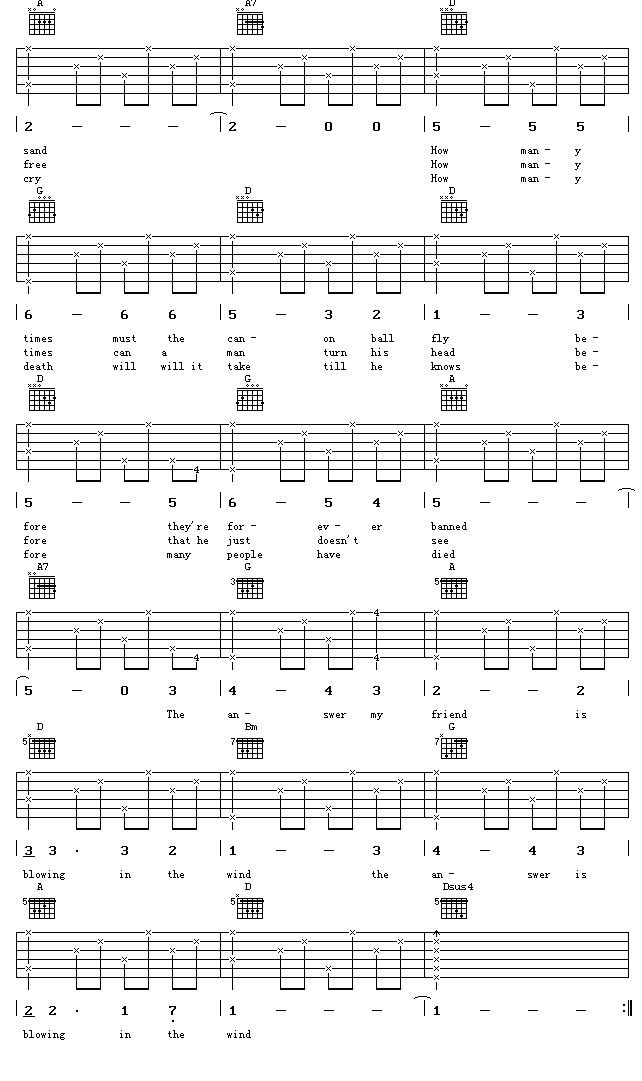 A A7 D
2 - - - 2 - 0 0 5 - 5 5
sand How man- y
free How man- y
cry How man- y
G D D
6 - 6 6 5 - 3 2 1 - - 3
times must the can- on ball fly be-
times can a man turn his head be-
death will will it take till he knows be-
D G A
4
5 - - 5 6 - 5 4 5 - - -
fore they're for- ev- er banned
fore that he just doesn't see
fore many people have died
A7 G A
3 5
4 4 4
5 - 0 3 4 - 4 3 2 - - 2
The an- swer my friend is
D Bm G
5 7 7
3 3 · 3 2 1 - - 3 4 - 4 3
blowing in the wind the an- swer is
A D Dsus4
5 5 5
2 2 · 1 7 1 - - - 1 - - -
blowing in the wind